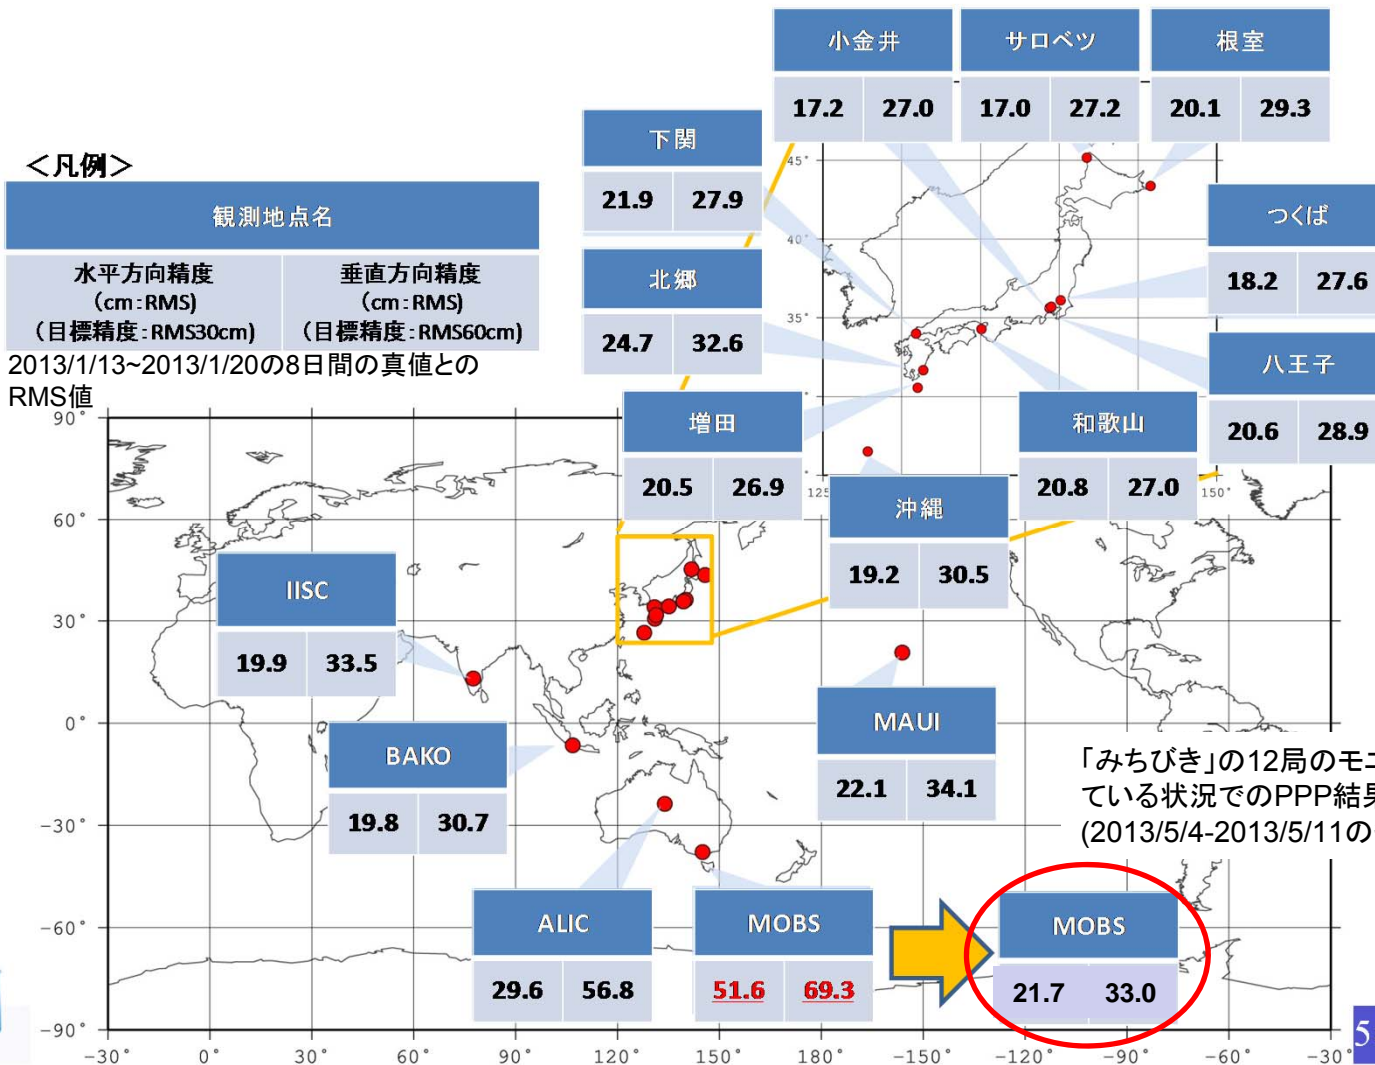 小金井
サロベツ
根室
17.2 27.0
17.0 27.2
20.1 29.3
下関
21.9 27.9
<凡例>
観測地点名
水平方向精度
(cm:RMS)
(目標精度:RMS30cm)
垂直方向精度
(cm:RMS)
(目標精度:RMS60cm)
2013/1/13~2013/1/20の8日間の真値との
RMS値
北郷
24.7 32.6
つくば
18.2 27.6
八王子
20.6 28.9
増田
20.5 26.9
和歌山
20.8 27.0
沖縄
19.2 30.5
45°
40°
35°
125
150°
IISC
19.9 33.5
BAKO
19.8 30.7
MAUI
22.1 34.1
「みちびき」の12局のモニ
ている状況でのPPP結果
(2013/5/4-2013/5/11の
ALIC
29.6 56.8
MOBS
51.6 69.3
MOBS
21.7 33.0
90°
60°
30°
0°
-30°
-60°
-90°
-30° 0° 30° 60° 90° 120° 150° 180° -150° -120° -90° -60° -30°
5